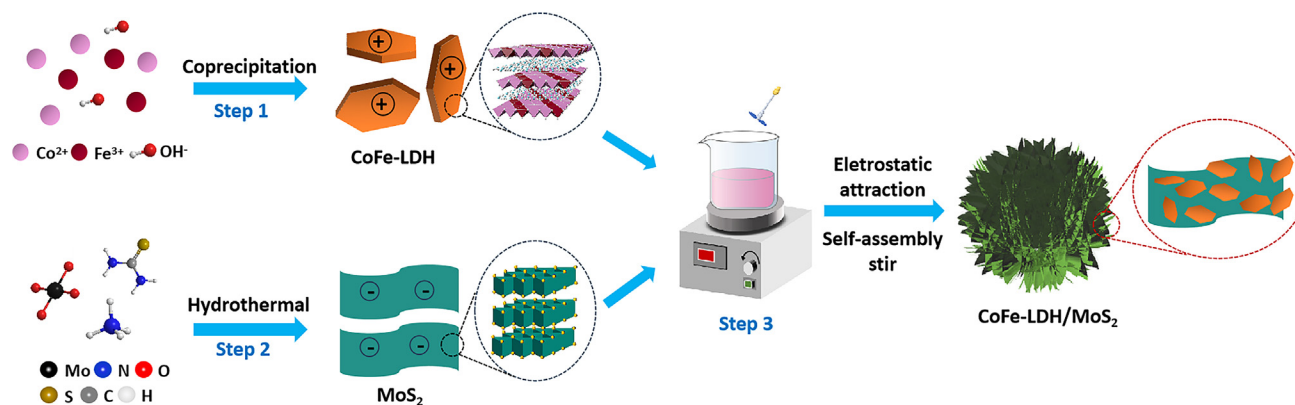 Coprecipitation
Step 1
Co²⁺ Fe³⁺ OH⁻
+
+
+
CoFe-LDH
Hydrothermal
Step 2
Mo N O
S C H
- -
- -
MoS₂
Step 3
Eletrostatic
attraction
Self-assembly
stir
CoFe-LDH/MoS₂